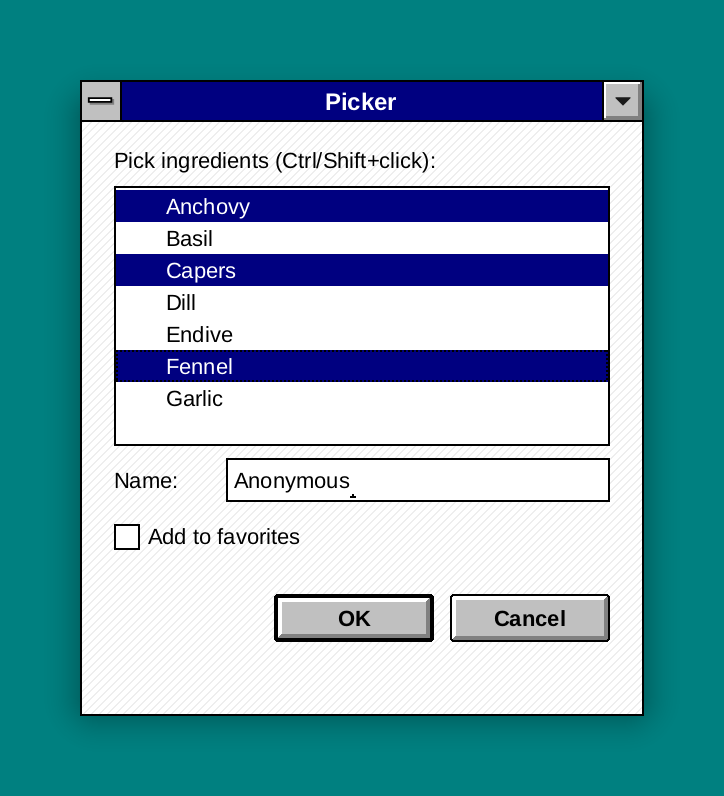 Picker
Pick ingredients (Ctrl/Shift+click):
Anchovy
Basil
Capers
Dill
Endive
Fennel
Garlic
Name: Anonymous
Add to favorites
OK Cancel